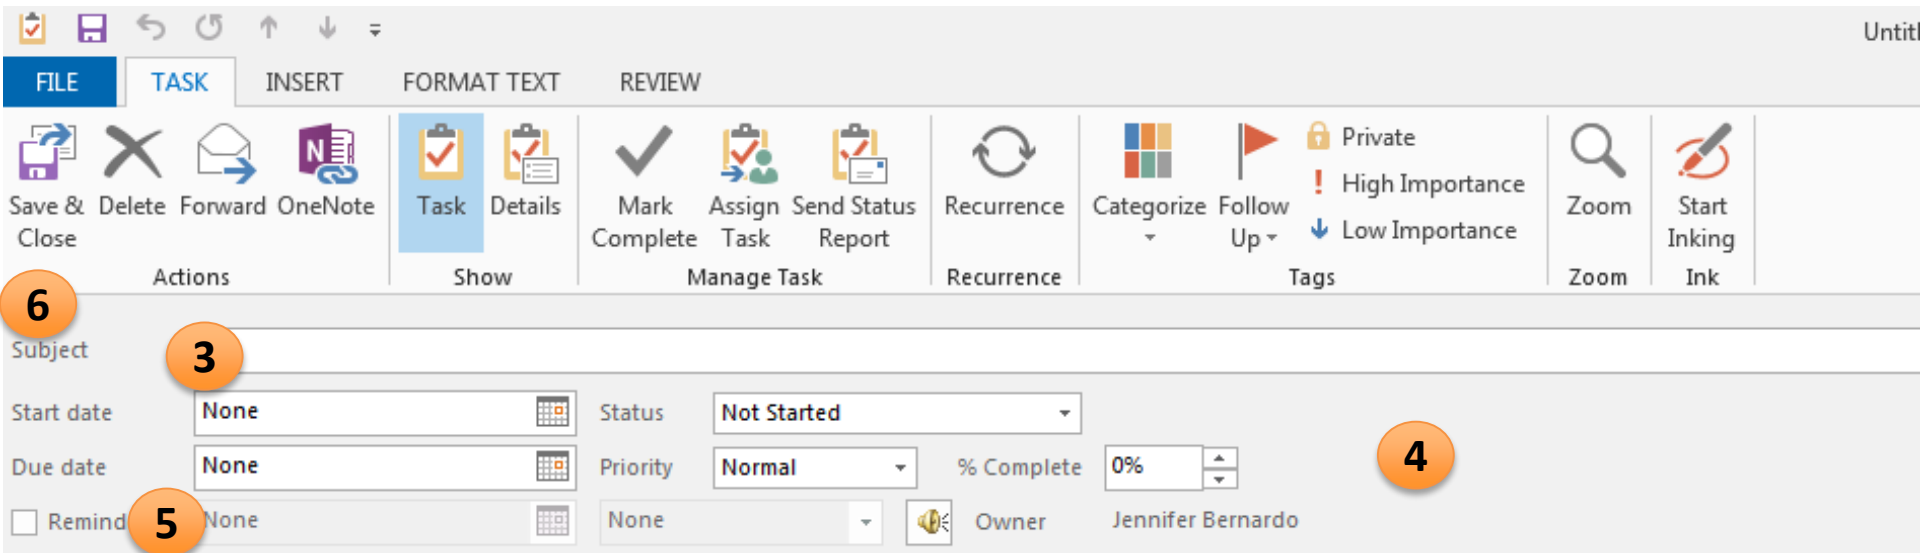 Untitl
FILE TASK INSERT FORMAT TEXT REVIEW
Save & Delete Forward OneNote Task Details Mark Assign Send Status Recurrence Categorize Follow Private Zoom Start
Close Complete Task Report Up High Importance Inking
Low Importance
Actions Show Manage Task Recurrence Tags Zoom Ink
6
Subject 3
Start date None Status Not Started
Due date None Priority Normal % Complete 0% 4
Remind 5 None None Owner Jennifer Bernardo